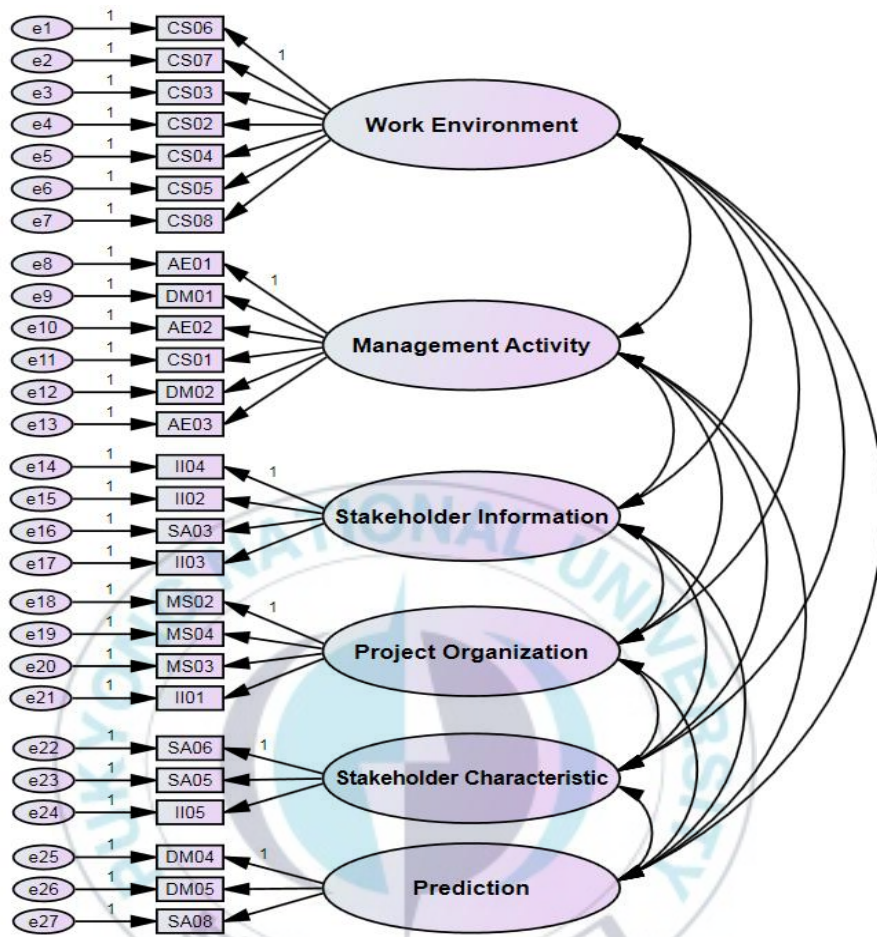 e1 1 CS06 1
e2 1 CS07
e3 1 CS03
e4 1 CS02
e5 1 CS04
e6 1 CS05
e7 1 CS08
Work Environment
e8 1 AE01 1
e9 1 DM01
e10 1 AE02
e11 1 CS01
e12 1 DM02
e13 1 AE03
Management Activity
e14 1 II04 1
e15 1 II02
e16 1 SA03
e17 1 II03
Stakeholder Information
e18 1 MS02 1
e19 1 MS04
e20 1 MS03
e21 1 II01
Project Organization
e22 1 SA06 1
e23 1 SA05
e24 1 II05
Stakeholder Characteristic
e25 1 DM04 1
e26 1 DM05
e27 1 SA08
Prediction
PUKYONG NATIONAL UNIVERSITY